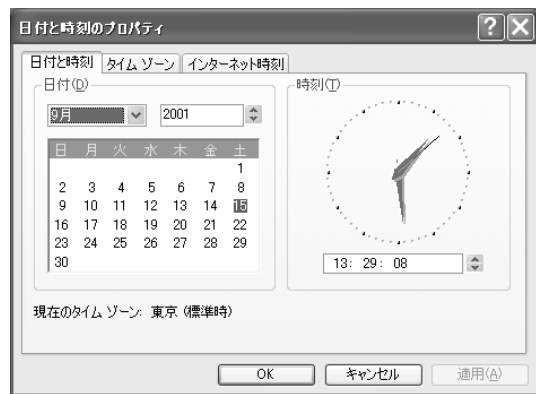 日付と時刻のプロパティ
日付と時刻 タイム ゾーン インターネット時刻
日付(D)
9月 2001
日 月 火 水 木 金 土
1
2 3 4 5 6 7 8
9 10 11 12 13 14 15
16 17 18 19 20 21 22
23 24 25 26 27 28 29
30
時刻(T)
13: 29: 08
現在のタイム ゾーン: 東京 (標準時)
OK キャンセル 適用(A)